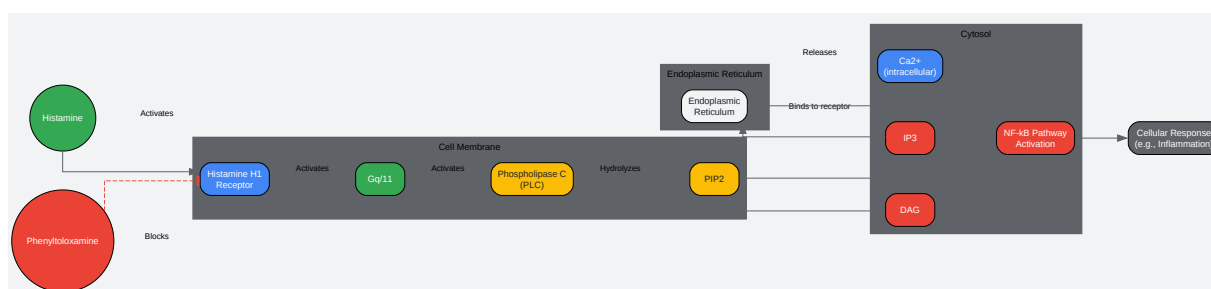 Cytosol
Releases
Ca2+
(intracellular)
Endoplasmic Reticulum
Endoplasmic
Reticulum
Binds to receptor
Histamine
Activates
IP3
NF-kB Pathway
Activation
Cellular Response
(e.g., Inflammation)
Cell Membrane
Histamine H1
Receptor
Activates
Gq/11
Activates
Phospholipase C
(PLC)
Hydrolyzes
PIP2
DAG
Phenyltoloxamine
Blocks